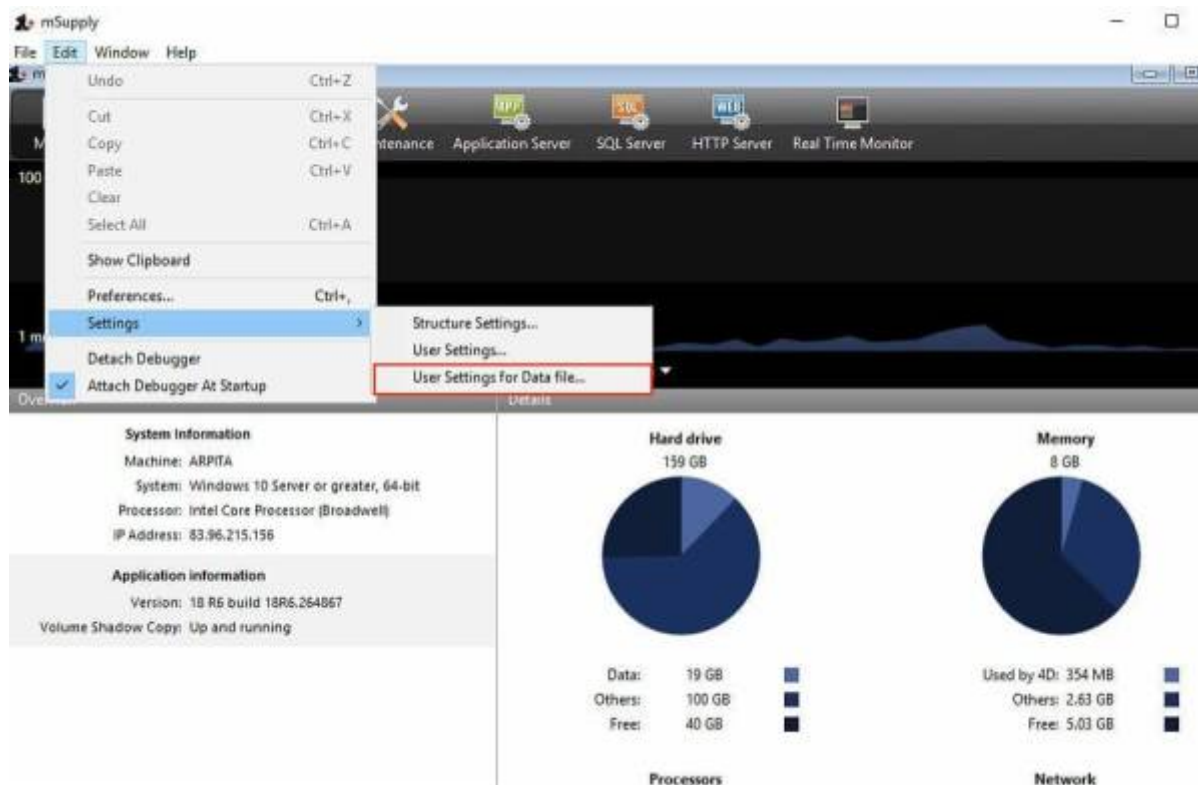 mSupply
File Edit Window Help
Undo Ctrl+Z
Cut Ctrl+X
Copy Ctrl+C
Paste Ctrl+V
Clear
Select All Ctrl+A
Show Clipboard
Preferences... Ctrl+,
Settings
Detach Debugger
Attach Debugger At Startup
Structure Settings...
User Settings...
User Settings for Data file...
Application Server SQL Server HTTP Server Real Time Monitor
100
Details
System Information
Machine: ARPITA
System: Windows 10 Server or greater, 64-bit
Processor: Intel Core Processor (Broadwell)
IP Address: 83.96.215.156
Application information
Version: 18 R6 build 18R6.264867
Volume Shadow Copy: Up and running
Hard drive
159 GB
Data: 19 GB
Others: 100 GB
Free: 40 GB
Memory
8 GB
Used by 4D: 354 MB
Others: 2.63 GB
Free: 5.03 GB
Processors
Network